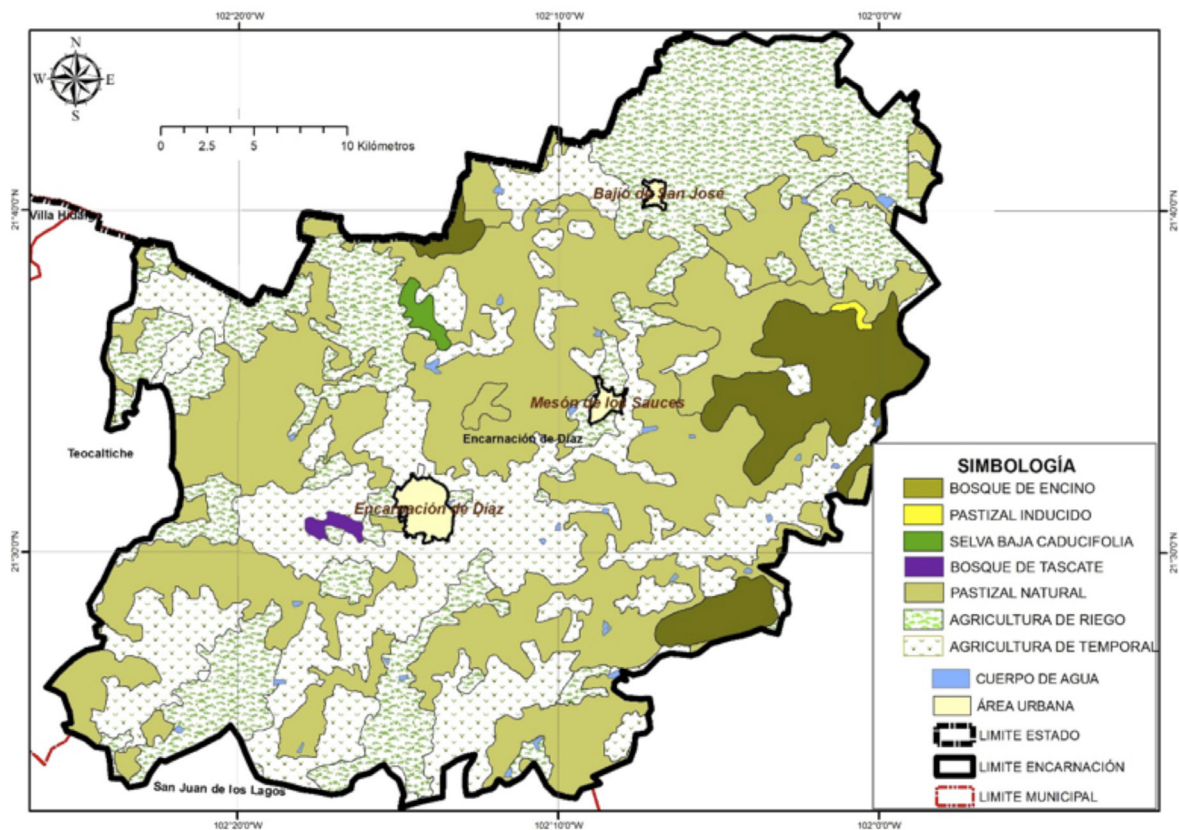 102°20'0"W
102°10'0"W
102°0'0"W
N
W
E
S
0
2.5
5
10 Kilómetros
Bajío de San José
21°40'0"N
21°40'0"N
Villa Hidalg
Mesón de los Sauces
Encarnación de Díaz
Teocaltiche
Encarnación de Díaz
21°30'0"N
21°30'0"N
SIMBOLOGÍA
BOSQUE DE ENCINO
PASTIZAL INDUCIDO
SELVA BAJA CADUCIFOLIA
BOSQUE DE TASCATE
PASTIZAL NATURAL
AGRICULTURA DE RIEGO
AGRICULTURA DE TEMPORAL
CUERPO DE AGUA
ÁREA URBANA
LIMITE ESTADO
LIMITE ENCARNACIÓN
LIMITE MUNICIPAL
San Juan de los Lagos
102°20'0"W
102°10'0"W
102°0'0"W